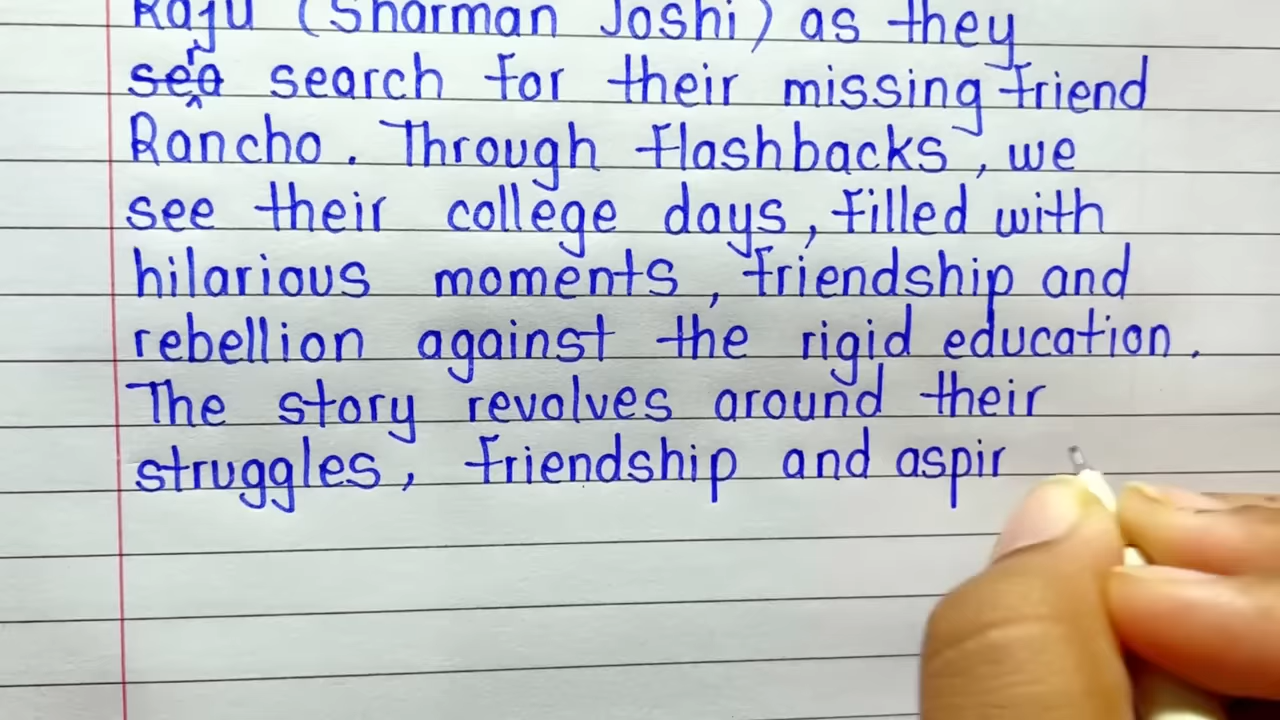 Raju (Sharman Joshi) as they
sea search for their missing friend
Rancho. Through flashbacks, we
see their college days, filled with
hilarious moments, friendship and
rebellion against the rigid education.
The story revolves around their
struggles, friendship and aspir